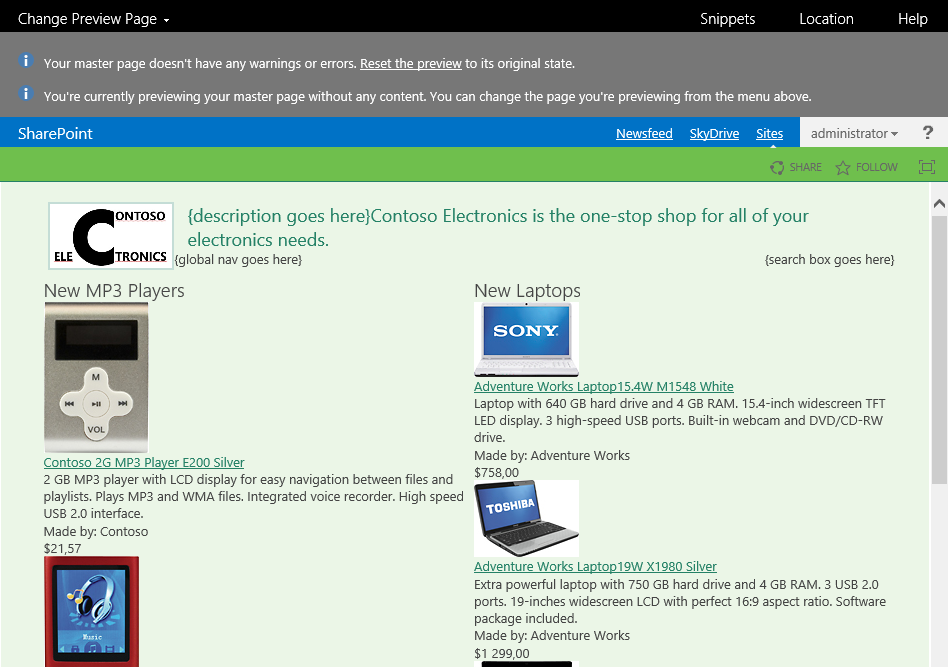 Change Preview Page
Snippets
Location
Help
Your master page doesn't have any warnings or errors. Reset the preview to its original state.
You're currently previewing your master page without any content. You can change the page you're previewing from the menu above.
SharePoint
Newsfeed
SkyDrive
Sites
administrator
?
SHARE
FOLLOW
CONTOSO
ELECTRONICS
{description goes here}Contoso Electronics is the one-stop shop for all of your
electronics needs.
{global nav goes here}
{search box goes here}
New MP3 Players
M
VOL
Contoso 2G MP3 Player E200 Silver
2 GB MP3 player with LCD display for easy navigation between files and
playlists. Plays MP3 and WMA files. Integrated voice recorder. High speed
USB 2.0 interface.
Made by: Contoso
$21,57
Music
New Laptops
SONY
Adventure Works Laptop15.4W M1548 White
Laptop with 640 GB hard drive and 4 GB RAM. 15.4-inch widescreen TFT
LED display. 3 high-speed USB ports. Built-in webcam and DVD/CD-RW
drive.
Made by: Adventure Works
$758,00
TOSHIBA
Adventure Works Laptop19W X1980 Silver
Extra powerful laptop with 750 GB hard drive and 4 GB RAM. 3 USB 2.0
ports. 19-inches widescreen LCD with perfect 16:9 aspect ratio. Software
package included.
Made by: Adventure Works
$1 299,00